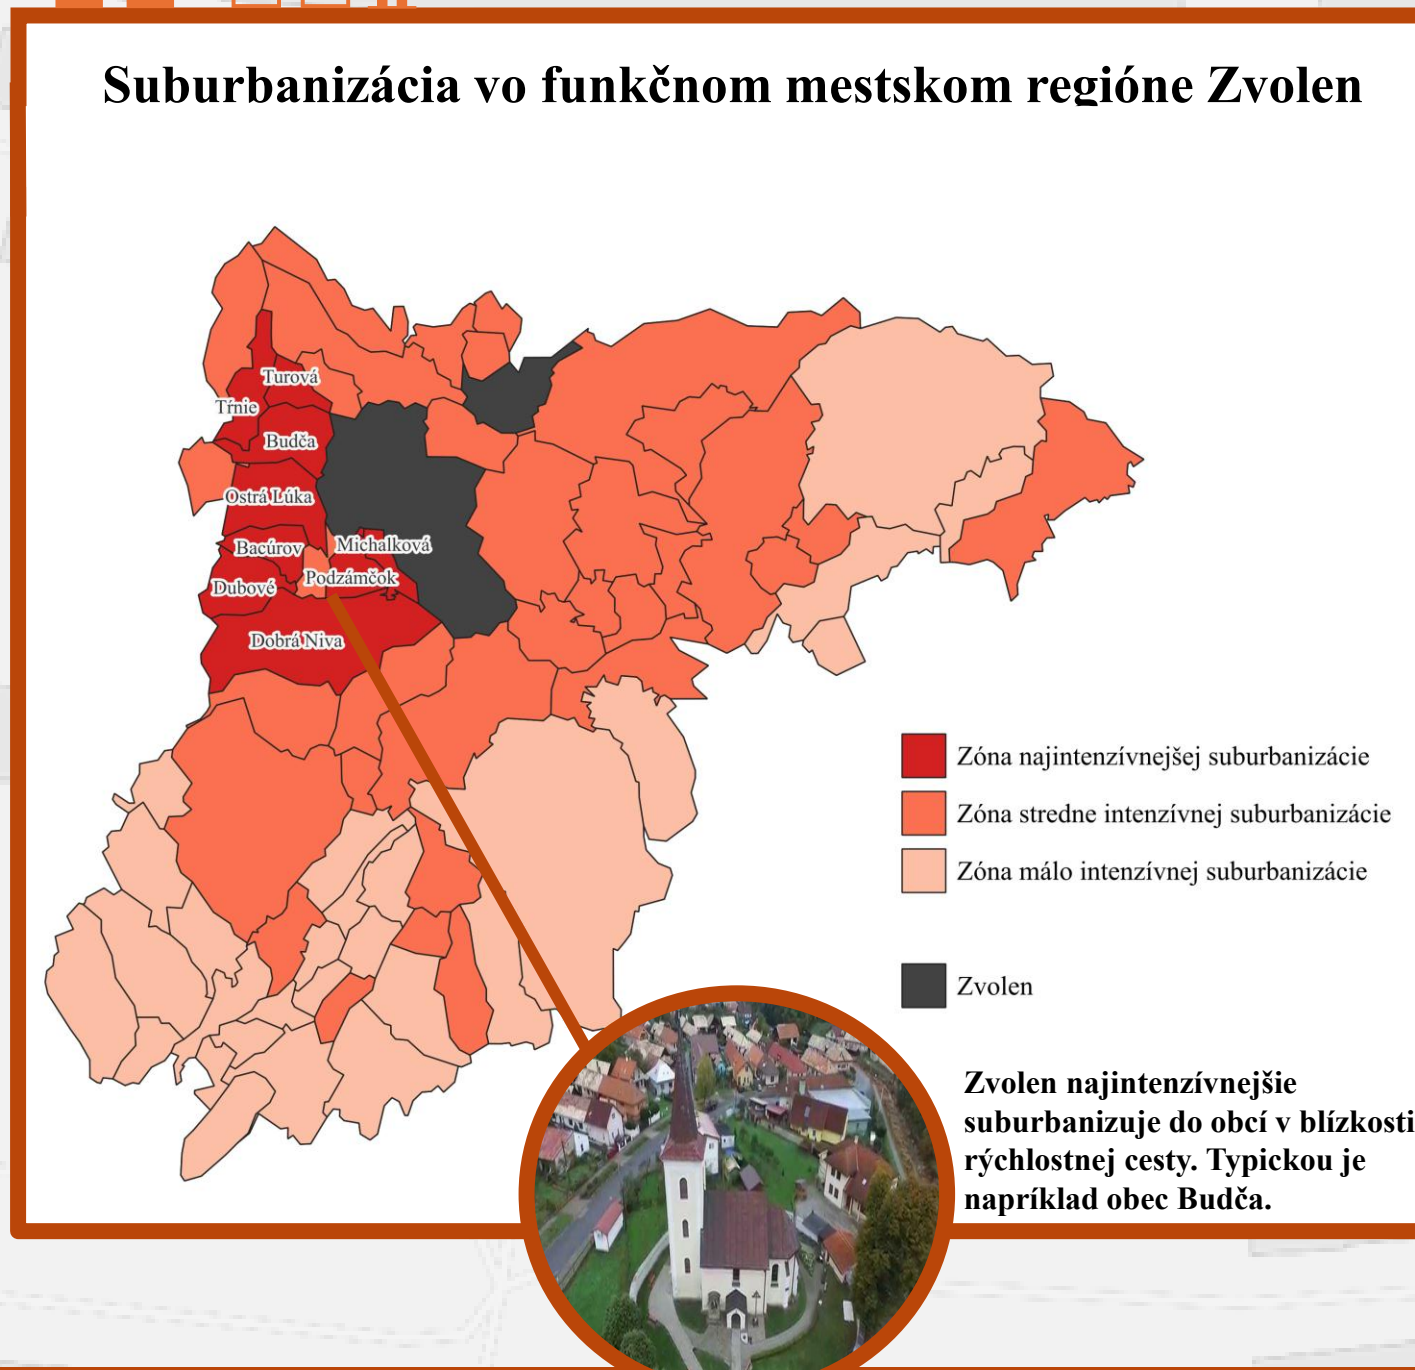 Suburbanizácia vo funkčnom mestskom regióne Zvolen
Turová
Tŕnie
Budča
Ostrá Lúka
Bacúrov
Michalková
Podzámčok
Dubové
Dobrá Niva
Zóna najintenzívnejšej suburbanizácie
Zóna stredne intenzívnej suburbanizácie
Zóna málo intenzívnej suburbanizácie
Zvolen
Zvolen najintenzívnejšie
suburbanizuje do obcí v blízkosti
rýchlostnej cesty. Typickou je
napríklad obec Budča.